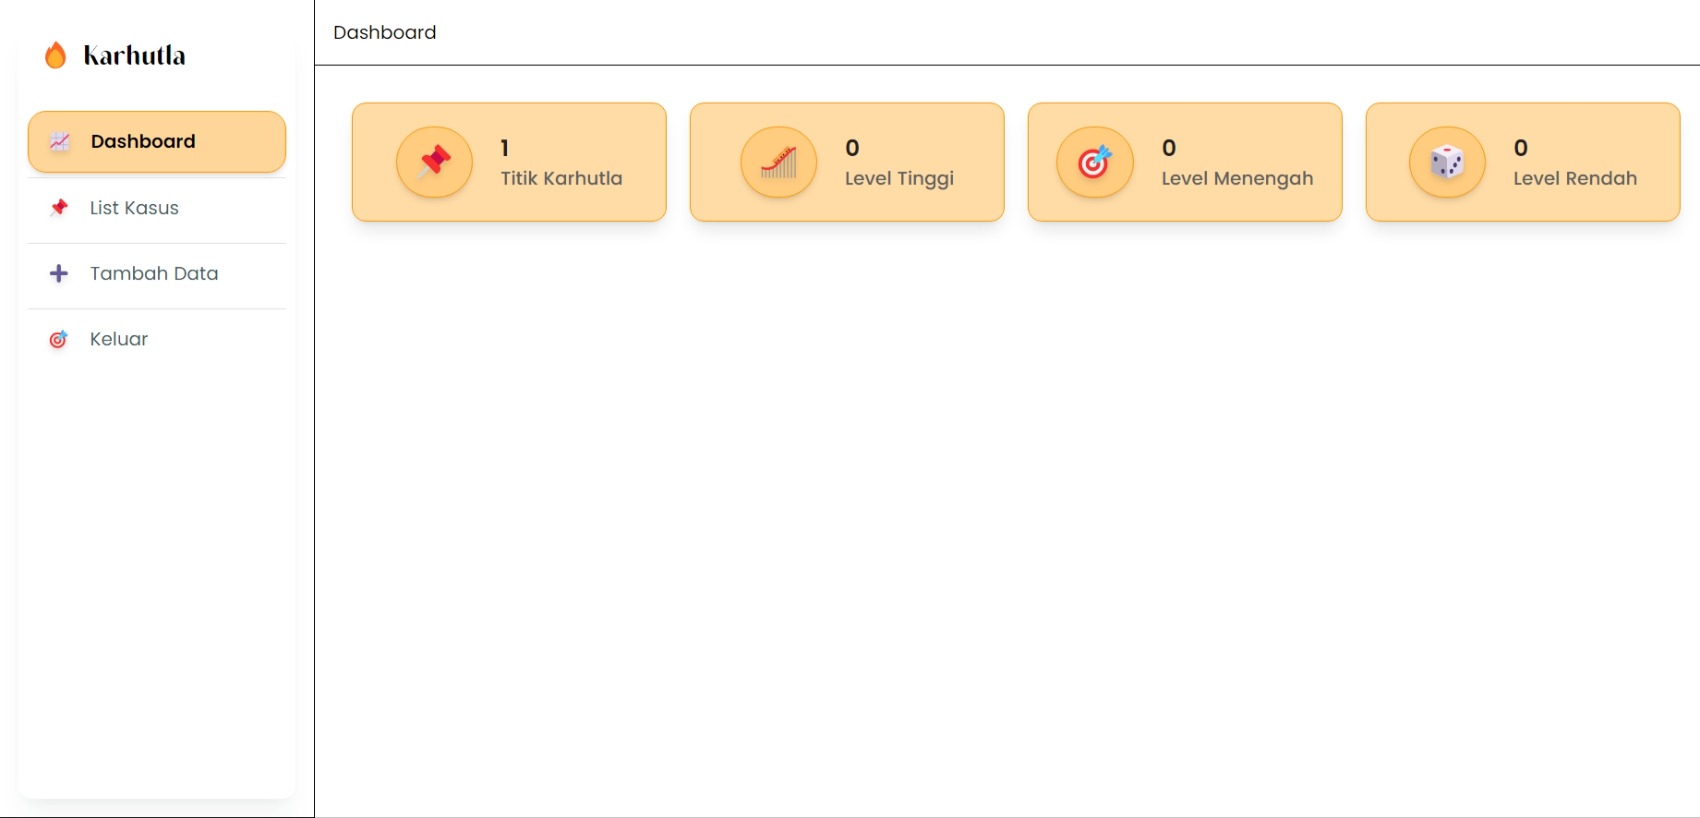 Karhutla
Dashboard
List Kasus
Tambah Data
Keluar
Dashboard
1
Titik Karhutla
0
Level Tinggi
0
Level Menengah
0
Level Rendah